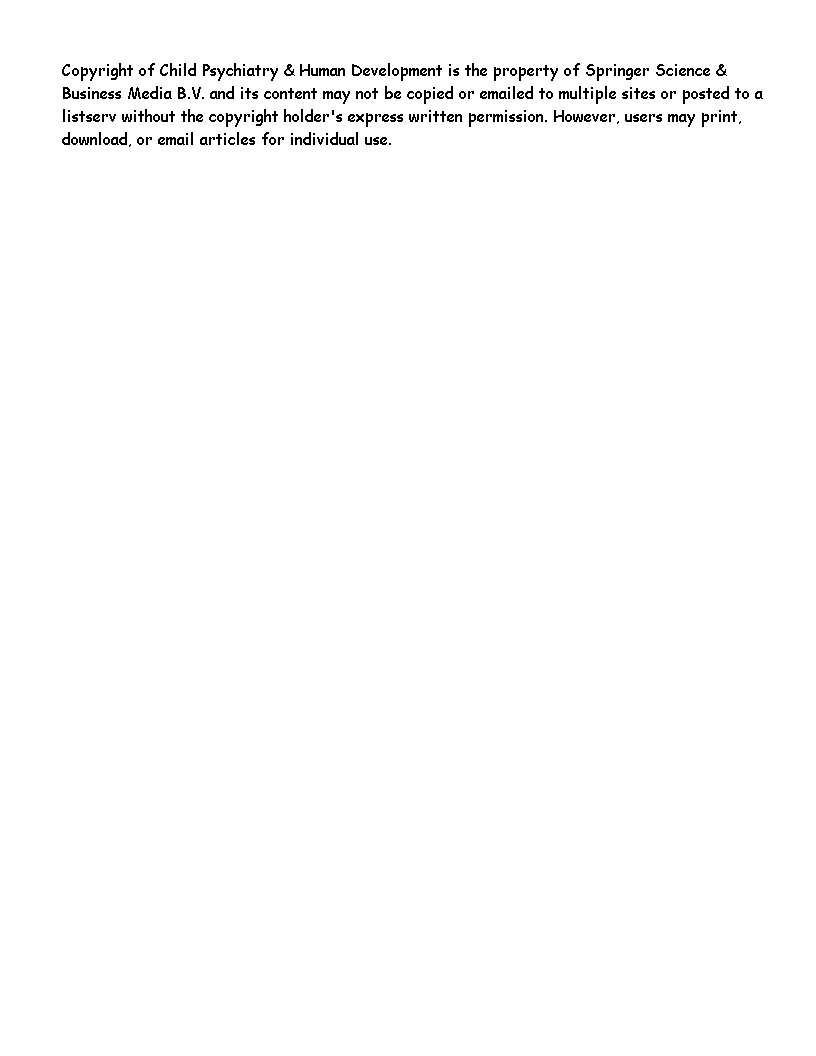 Copyright of Child Psychiatry & Human Development is the property of Springer Science &
Business Media B.V. and its content may not be copied or emailed to multiple sites or posted to a
listserv without the copyright holder's express written permission. However, users may print,
download, or email articles for individual use.